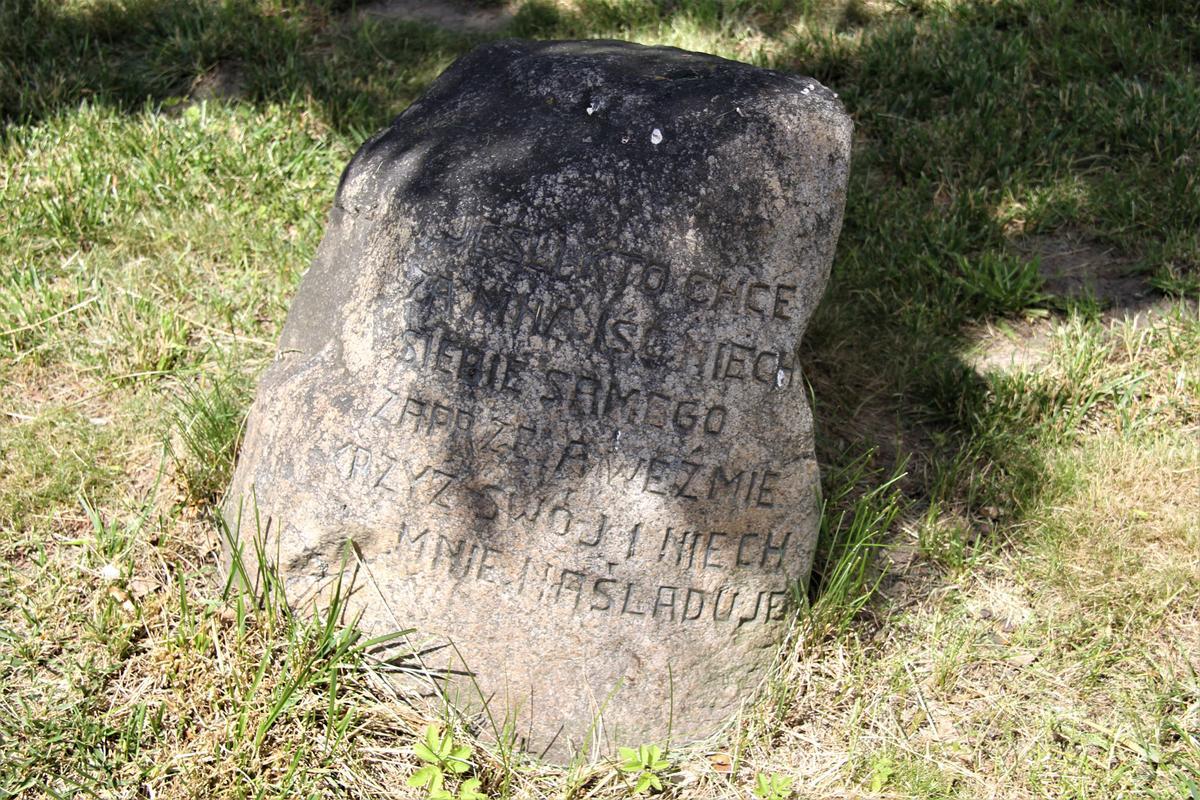 JEŚLI KTO CHCE
ZA MNĄ IŚĆ NIECH
SIEBIE SAMEGO
ZAPRZE, A WEŹMIE
KRZYŻ SWÓJ I NIECH
MNIE NAŚLADUJE